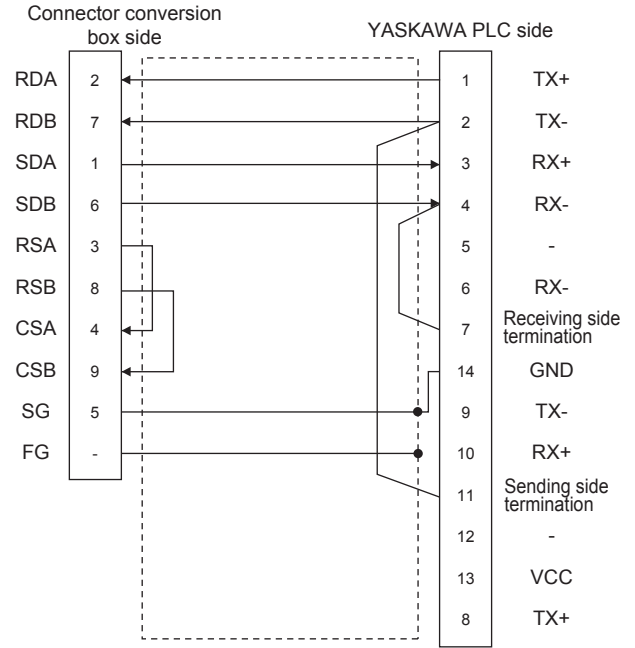 Connector conversion
box side
YASKAWA PLC side
RDA 2 1 TX+
RDB 7 2 TX-
SDA 1 3 RX+
SDB 6 4 RX-
RSA 3 5 -
RSB 8 6 RX-
CSA 4 7 Receiving side
termination
CSB 9 14 GND
SG 5 9 TX-
FG - 10 RX+
11 Sending side
termination
12 -
13 VCC
8 TX+